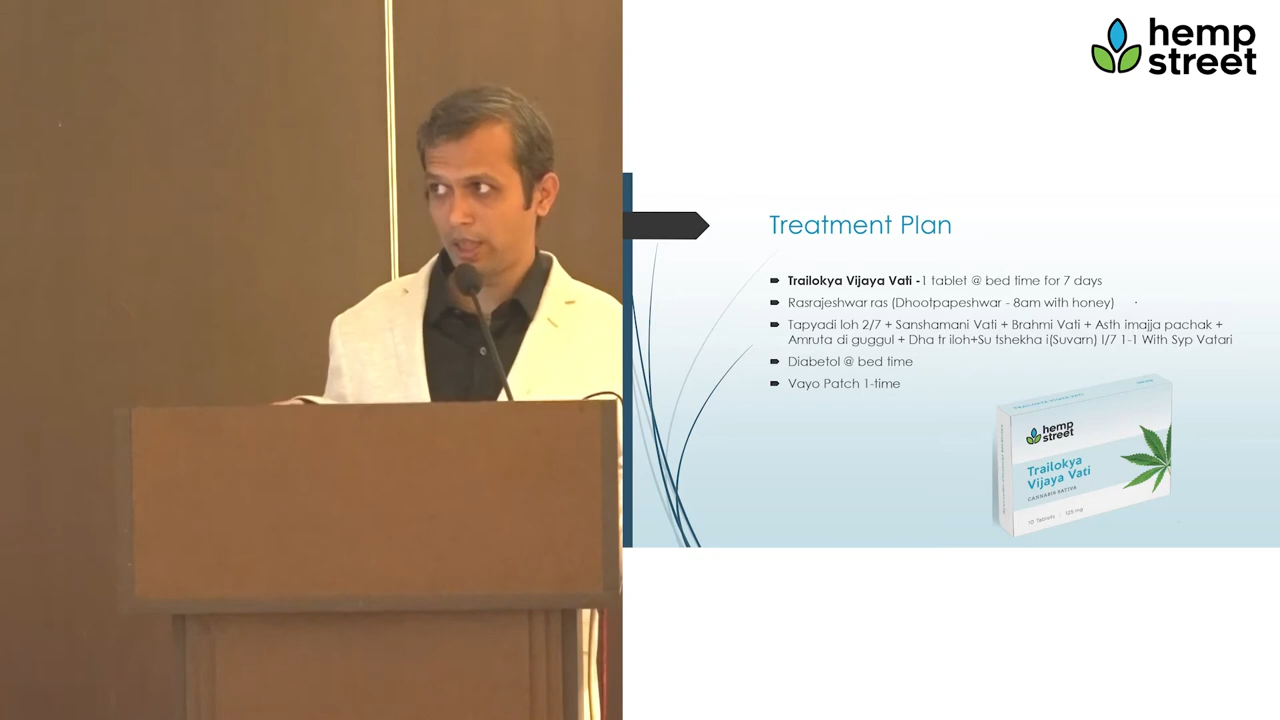 hemp
street
Treatment Plan
Trailokya Vijaya Vati -1 tablet @ bed time for 7 days
Rasrajeshwar ras (Dhootpapeshwar - 8am with honey)
Tapyadi loh 2/7 + Sanshamani Vati + Brahmi Vati + Asth imajja pachak +
Amruta di guggul + Dha tr iloh+Su tshekha i(Suvarn) l/7 1-1 With Syp Vatari
Diabetol @ bed time
Vayo Patch 1-time
hemp
street
Trailokya
Vijaya Vati
CANNABIS SATIVA
10 Tablets 125 mg